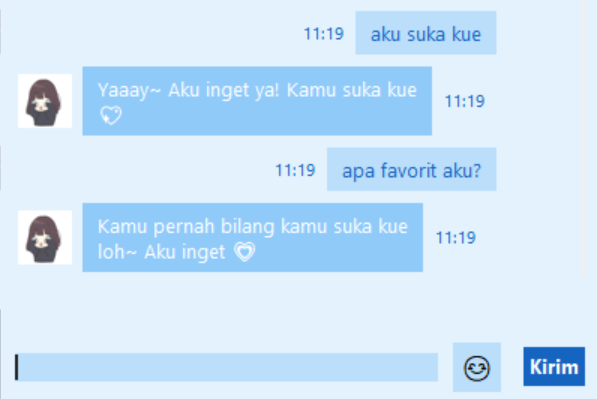 11:19 aku suka kue
Yaaay~ Aku inget ya! Kamu suka kue
💘 11:19
11:19 apa favorit aku?
Kamu pernah bilang kamu suka kue
loh~ Aku inget 💟 11:19
Kirim